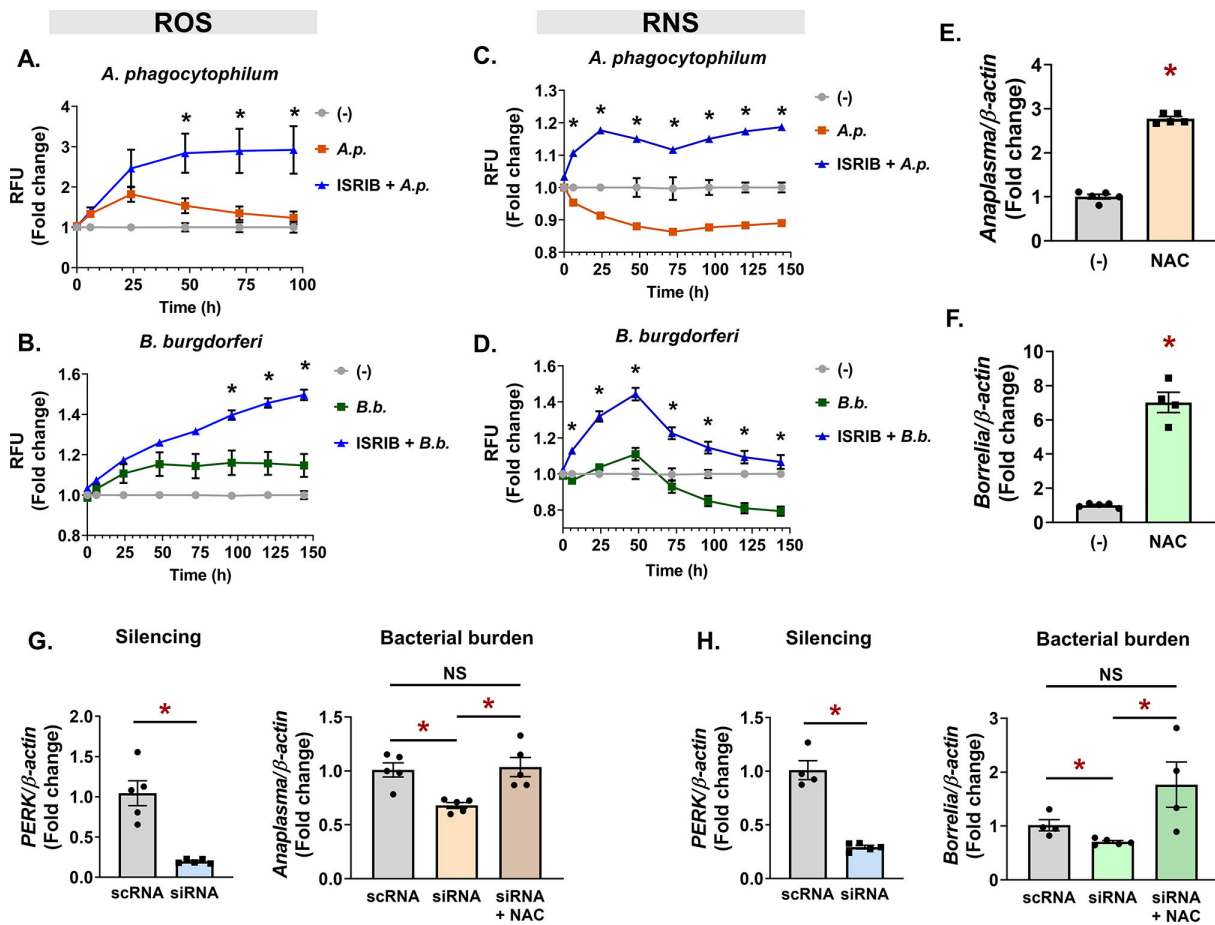 ROS
RNS
A.
A. phagocytophilum
RFU
(Fold change)
4
3
2
1
0
0
25
50
75
100
Time (h)
*
*
*
(-)
A.p.
ISRIB + A.p.
B.
B. burgdorferi
RFU
(Fold change)
1.6
1.4
1.2
1.0
0.8
0
25
50
75
100
125
150
Time (h)
*
*
*
(-)
B.b.
ISRIB + B.b.
C.
A. phagocytophilum
RFU
(Fold change)
1.3
1.2
1.1
1.0
0.9
0.8
0
25
50
75
100
125
150
Time (h)
*
*
*
*
*
*
*
(-)
A.p.
ISRIB + A.p.
D.
B. burgdorferi
RFU
(Fold change)
1.6
1.4
1.2
1.0
0.8
0
25
50
75
100
125
150
Time (h)
*
*
*
*
*
*
*
(-)
B.b.
ISRIB + B.b.
E.
Anaplasma/β-actin
(Fold change)
4
3
2
1
0
*
(-)
NAC
F.
Borrelia/β-actin
(Fold change)
10
8
6
4
2
0
*
(-)
NAC
G.
Silencing
PERK/β-actin
(Fold change)
2.0
1.5
1.0
0.5
0.0
*
scRNA
siRNA
Bacterial burden
Anaplasma/β-actin
(Fold change)
1.5
1.0
0.5
0.0
NS
*
*
scRNA
siRNA
siRNA
+ NAC
H.
Silencing
PERK/β-actin
(Fold change)
1.5
1.0
0.5
0.0
*
scRNA
siRNA
Bacterial burden
Borrelia/β-actin
(Fold change)
3
2
1
0
NS
*
*
scRNA
siRNA
siRNA
+ NAC